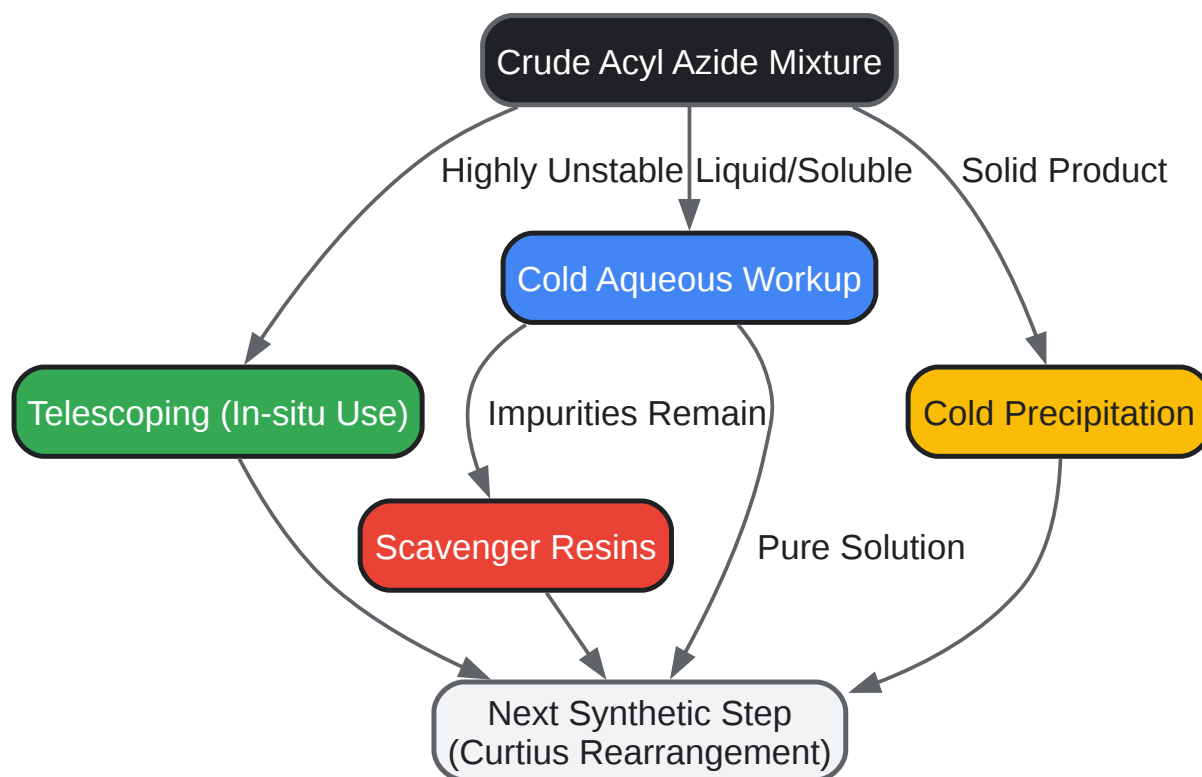 Crude Acyl Azide Mixture
Highly Unstable
Liquid/Soluble
Solid Product
Cold Aqueous Workup
Telescoping (In-situ Use)
Impurities Remain
Cold Precipitation
Scavenger Resins
Pure Solution
Next Synthetic Step
(Curtius Rearrangement)